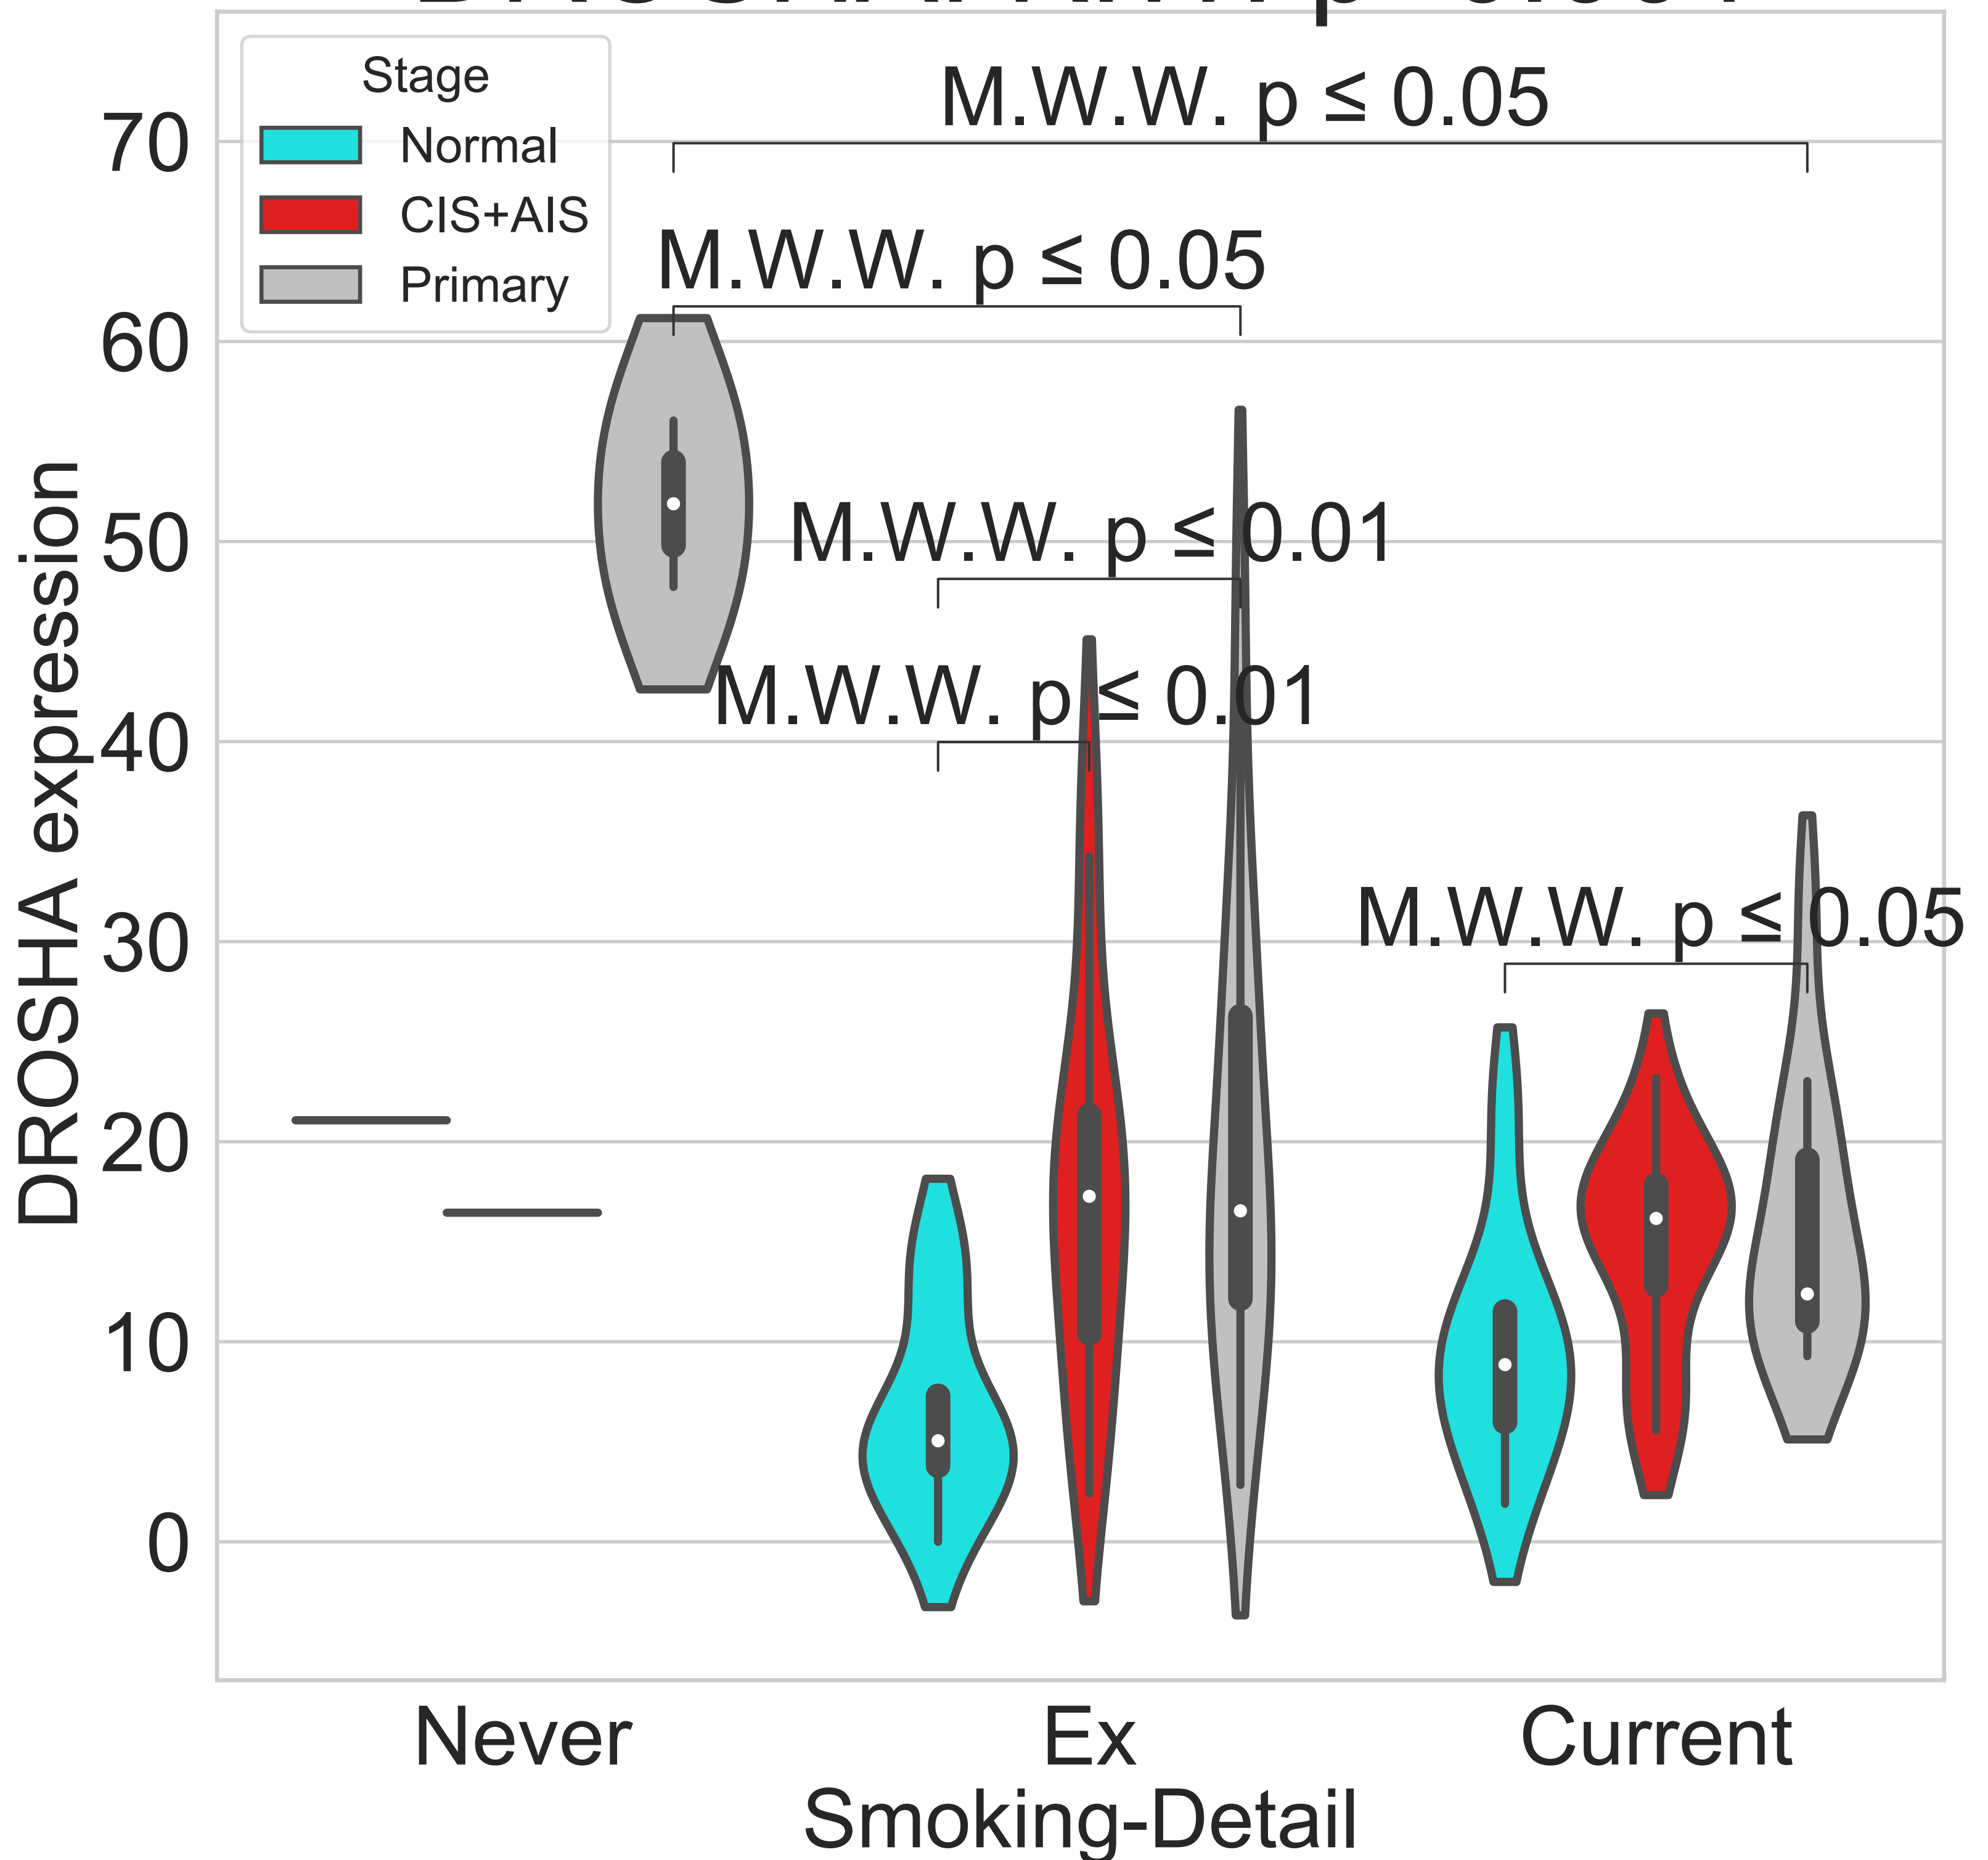 Stage
Normal
CIS+AIS
Primary
M.W.W. p ≤ 0.05
M.W.W. p ≤ 0.05
M.W.W. p ≤ 0.01
M.W.W. p ≤ 0.01
M.W.W. p ≤ 0.05
70
60
50
40
30
20
10
0
DROSHA expression
Never
Ex
Current
Smoking-Detail